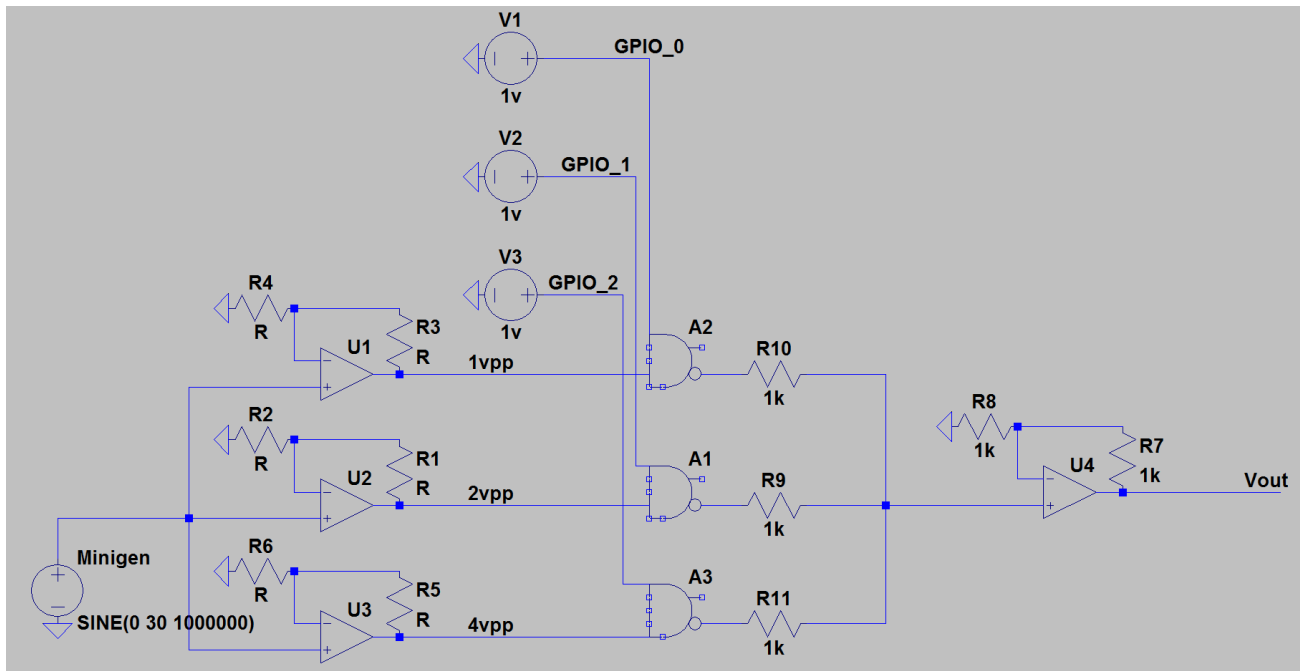 V1
GPIO_0
1v
V2
GPIO_1
1v
V3
GPIO_2
1v
R4
R
R3
R
U1
1vpp
A2
R10
1k
R2
R
R1
R
U2
2vpp
A1
R9
1k
R8
1k
R7
1k
U4
Vout
Minigen
SINE(0 30 1000000)
R6
R
R5
R
U3
4vpp
A3
R11
1k